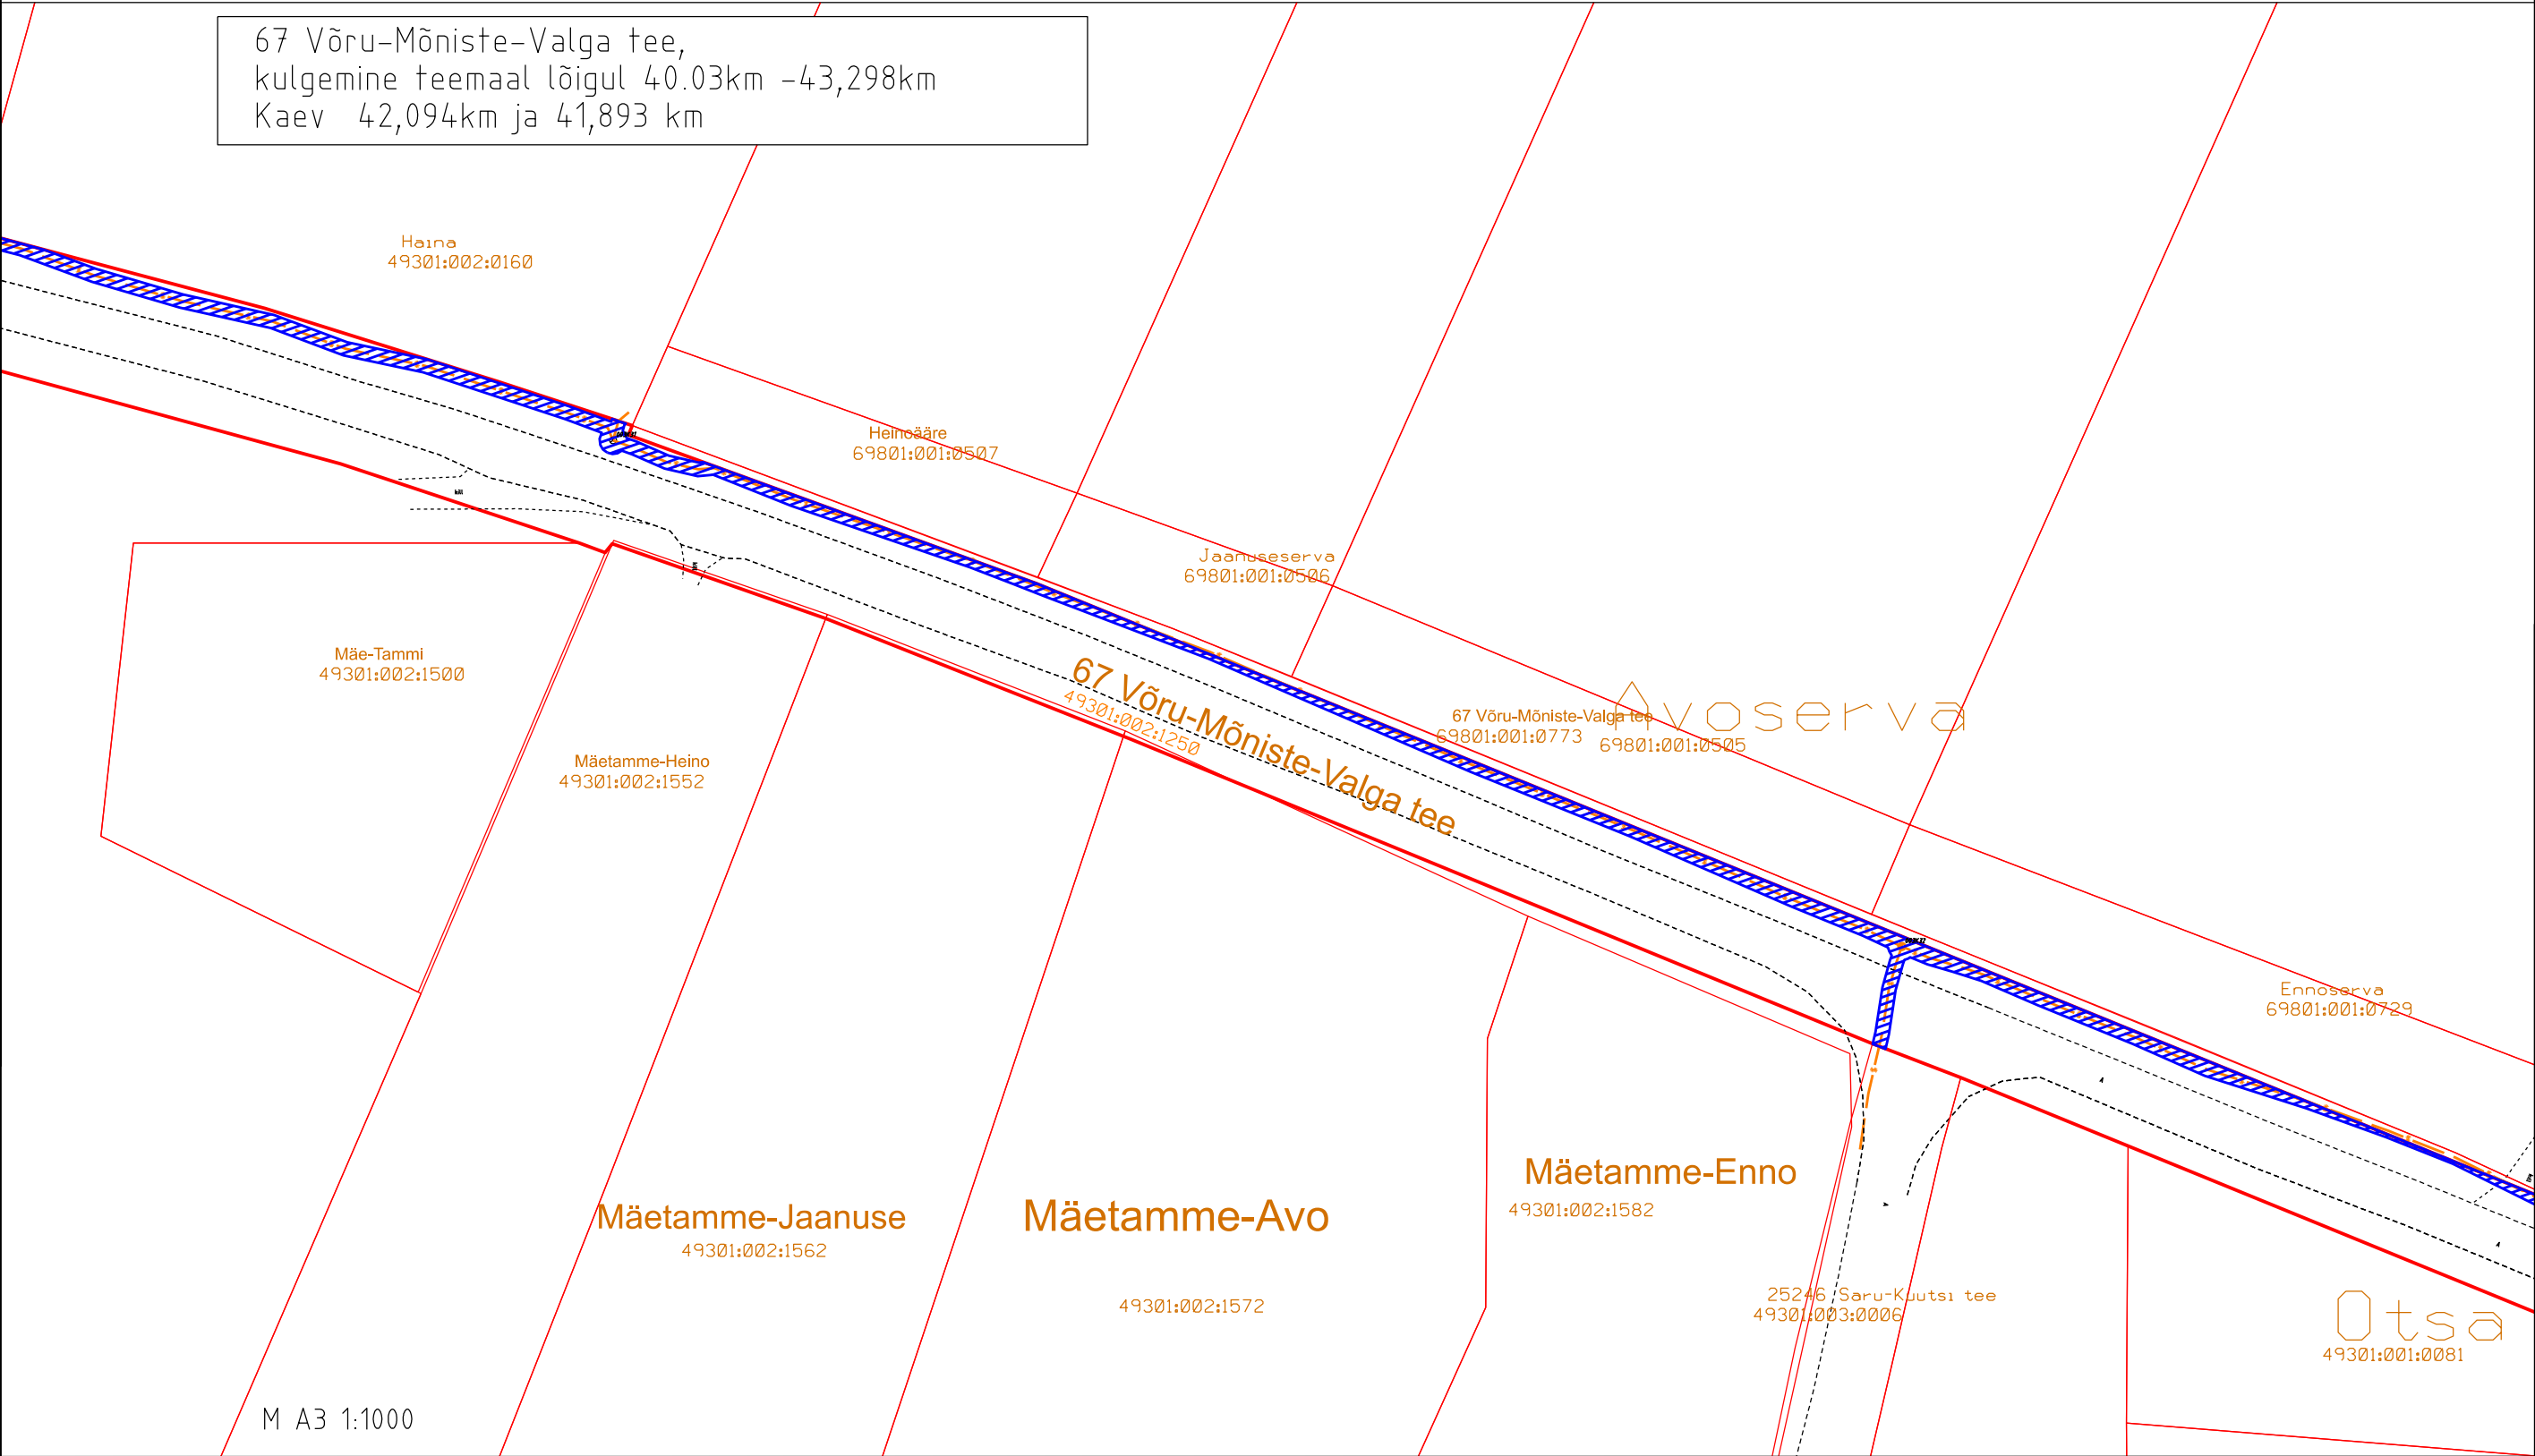 67 Võru-Mõniste-Valga tee,
kulgemine teemaal lõigul 40.03km -43,298km
Kaev 42,094km ja 41,893 km
Haina
49301:002:0160
Heinoääre
69801:001:0507
Jaanuseserva
69801:001:0506
Mäe-Tammi
49301:002:1500
67 Võru-Mõniste-Valga tee
49301:002:1250
67 Võru-Mõniste-Valga tee
69801:001:0773
Avoserva
69801:001:0505
Mäetamme-Heino
49301:002:1552
Ennoserva
69801:001:0729
Mäetamme-Jaanuse
49301:002:1562
Mäetamme-Avo
49301:002:1572
Mäetamme-Enno
49301:002:1582
25246 Saru-Kuutsi tee
49301:003:0006
Otsa
49301:001:0081
M A3 1:1000